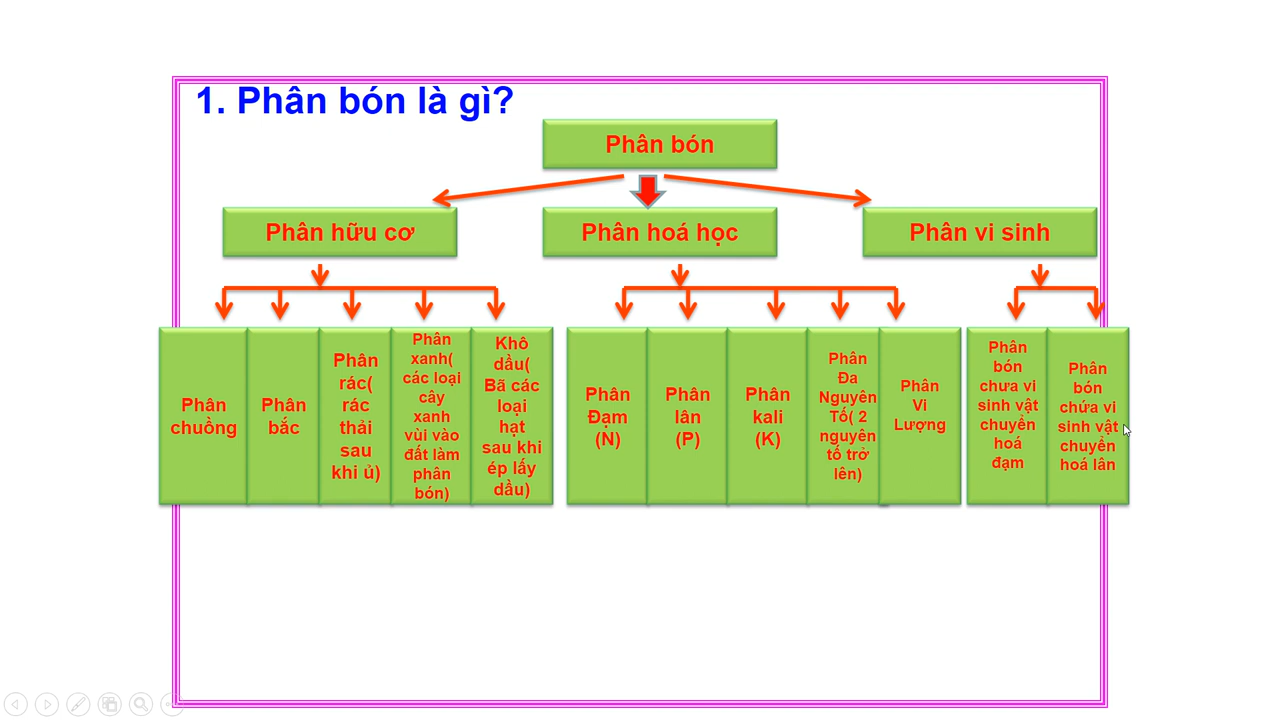 1. Phân bón là gì?
Phân bón
Phân hữu cơ
Phân hoá học
Phân vi sinh
Phân
chuồng
Phân
bắc
Phân
rác(
rác
thải
sau
khi ủ)
Phân
xanh(
các loại
cây
xanh
vùi vào
đất làm
phân
bón)
Khô
dầu(
Bã các
loại
hạt
sau khi
ép lấy
dầu)
Phân
Đạm
(N)
Phân
lân
(P)
Phân
kali
(K)
Phân
Đa
Nguyên
Tố( 2
nguyên
tố trở
lên)
Phân
Vi
Lượng
Phân
bón
chưa vi
sinh vật
chuyển
hoá
đạm
Phân
bón
chứa vi
sinh vật
chuyển
hoá lân